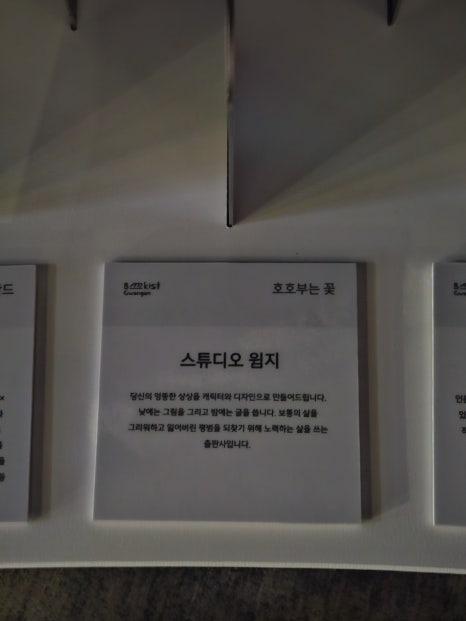 Bookist
Gwangju
호호부는 꽃
스튜디오 윔지
당신의 엉뚱한 상상을 캐릭터와 디자인으로 만들어드립니다.
낮에는 그림을 그리고 밤에는 글을 씁니다. 보통의 삶을
그리워하고 잃어버린 평범을 되찾기 위해 노력하는 삶을 쓰는
출판사입니다.